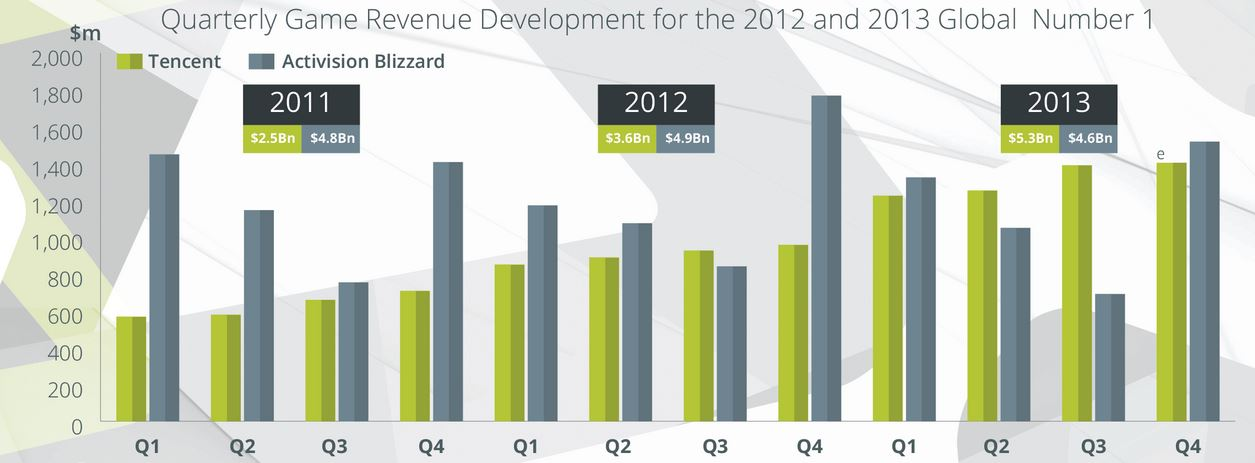 Quarterly Game Revenue Development for the 2012 and 2013 Global Number 1
$m
Tencent Activision Blizzard
2,000
1,800
1,600
1,400
1,200
1,000
800
600
400
200
0
2011
$2.5Bn $4.8Bn
2012
$3.6Bn $4.9Bn
2013
$5.3Bn $4.6Bn
e
Q1 Q2 Q3 Q4 Q1 Q2 Q3 Q4 Q1 Q2 Q3 Q4